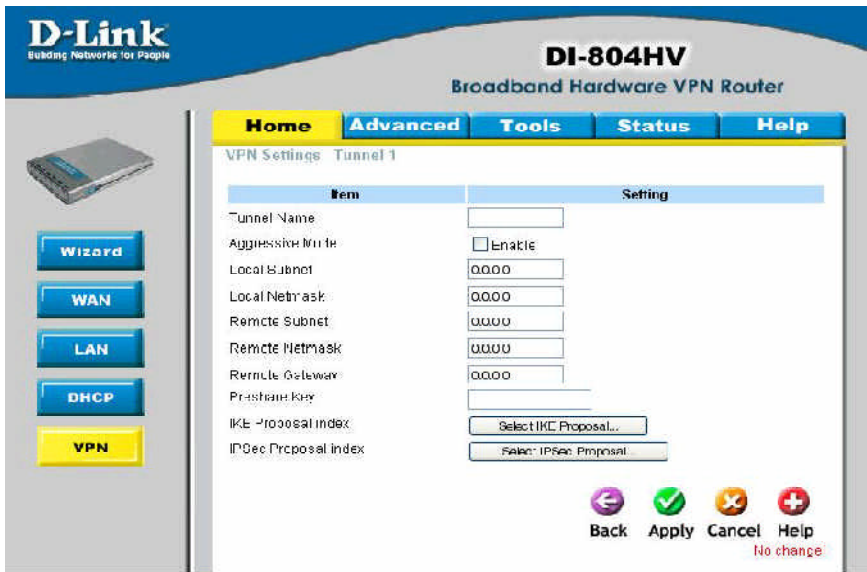 D-Link
Building Networks for People
DI-804HV
Broadband Hardware VPN Router
Home Advanced Tools Status Help
VPN Settings Tunnel 1
Item Setting
Tunnel Name
Aggressive Mode Enable
Local Subnet 0.0.0.0
Local Netmask 0.0.0.0
Remote Subnet 0.0.0.0
Remote Netmask 0.0.0.0
Remote Gateway 0.0.0.0
Preshare Key
IKE Proposal index Select IKE Proposal...
IPSec Proposal index Select IPSec Proposal...
Wizard
WAN
LAN
DHCP
VPN
Back Apply Cancel Help
No change